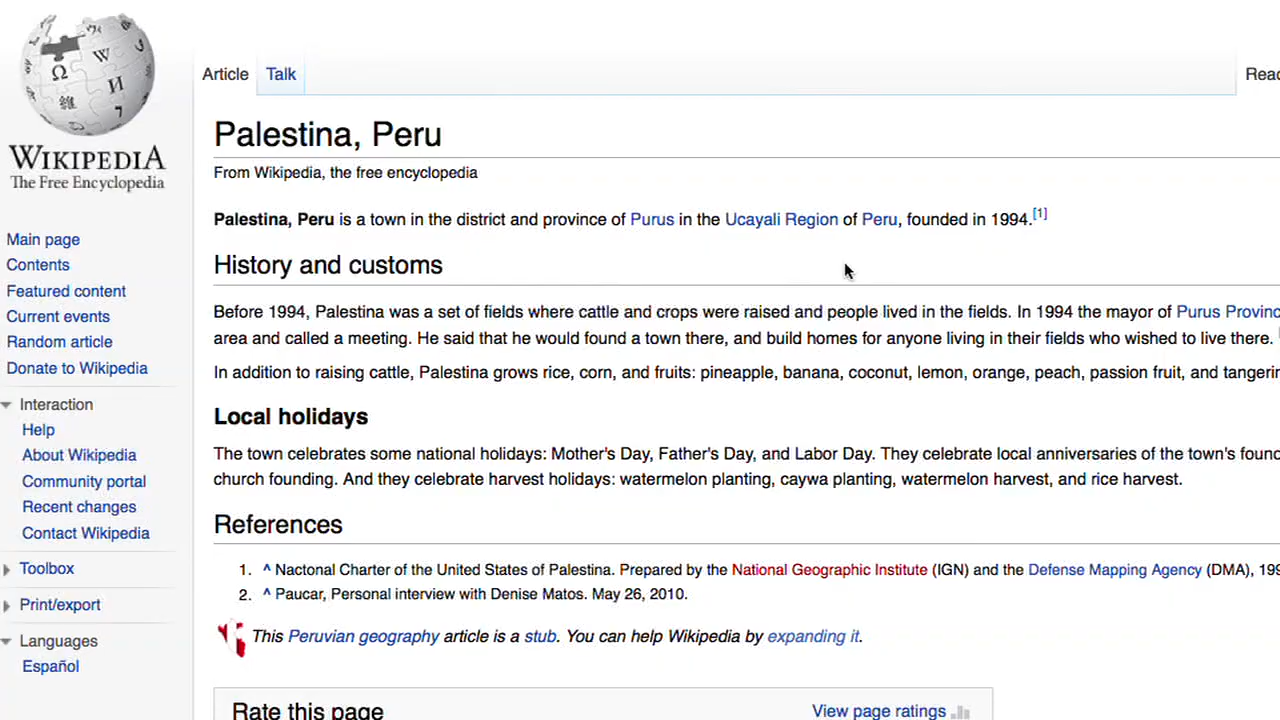 Ω W И 維 7
WIKIPEDIA
The Free Encyclopedia
Main page
Contents
Featured content
Current events
Random article
Donate to Wikipedia
Interaction
Help
About Wikipedia
Community portal
Recent changes
Contact Wikipedia
Toolbox
Print/export
Languages
Español
Article Talk
Read
Palestina, Peru
From Wikipedia, the free encyclopedia
Palestina, Peru is a town in the district and province of Purus in the Ucayali Region of Peru, founded in 1994.[1]
History and customs
Before 1994, Palestina was a set of fields where cattle and crops were raised and people lived in the fields. In 1994 the mayor of Purus Provinc
area and called a meeting. He said that he would found a town there, and build homes for anyone living in their fields who wished to live there.
In addition to raising cattle, Palestina grows rice, corn, and fruits: pineapple, banana, coconut, lemon, orange, peach, passion fruit, and tangerin
Local holidays
The town celebrates some national holidays: Mother's Day, Father's Day, and Labor Day. They celebrate local anniversaries of the town's found
church founding. And they celebrate harvest holidays: watermelon planting, caywa planting, watermelon harvest, and rice harvest.
References
1. ^ Nactonal Charter of the United States of Palestina. Prepared by the National Geographic Institute (IGN) and the Defense Mapping Agency (DMA), 199
2. ^ Paucar, Personal interview with Denise Matos. May 26, 2010.
This Peruvian geography article is a stub. You can help Wikipedia by expanding it.
Rate this page
View page ratings